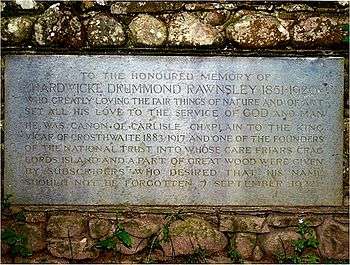 TO THE HONOURED MEMORY OF
HARDWICKE DRUMMOND RAWNSLEY 1851-1920
WHO GREATLY LOVING THE FAIR THINGS OF NATURE AND OF ART
SET ALL HIS LOVE TO THE SERVICE OF GOD AND MAN
HE WAS CANON OF CARLISLE CHAPLAIN TO THE KING
VICAR OF CROSTHWAITE 1883-1917 AND ONE OF THE FOUNDERS
OF THE NATIONAL TRUST INTO WHOSE CARE FRIARS CRAG
LORDS ISLAND AND A PART OF GREAT WOOD WERE GIVEN
BY SUBSCRIBERS WHO DESIRED THAT HIS NAME
SHOULD NOT BE FORGOTTEN 7 SEPTEMBER 1922